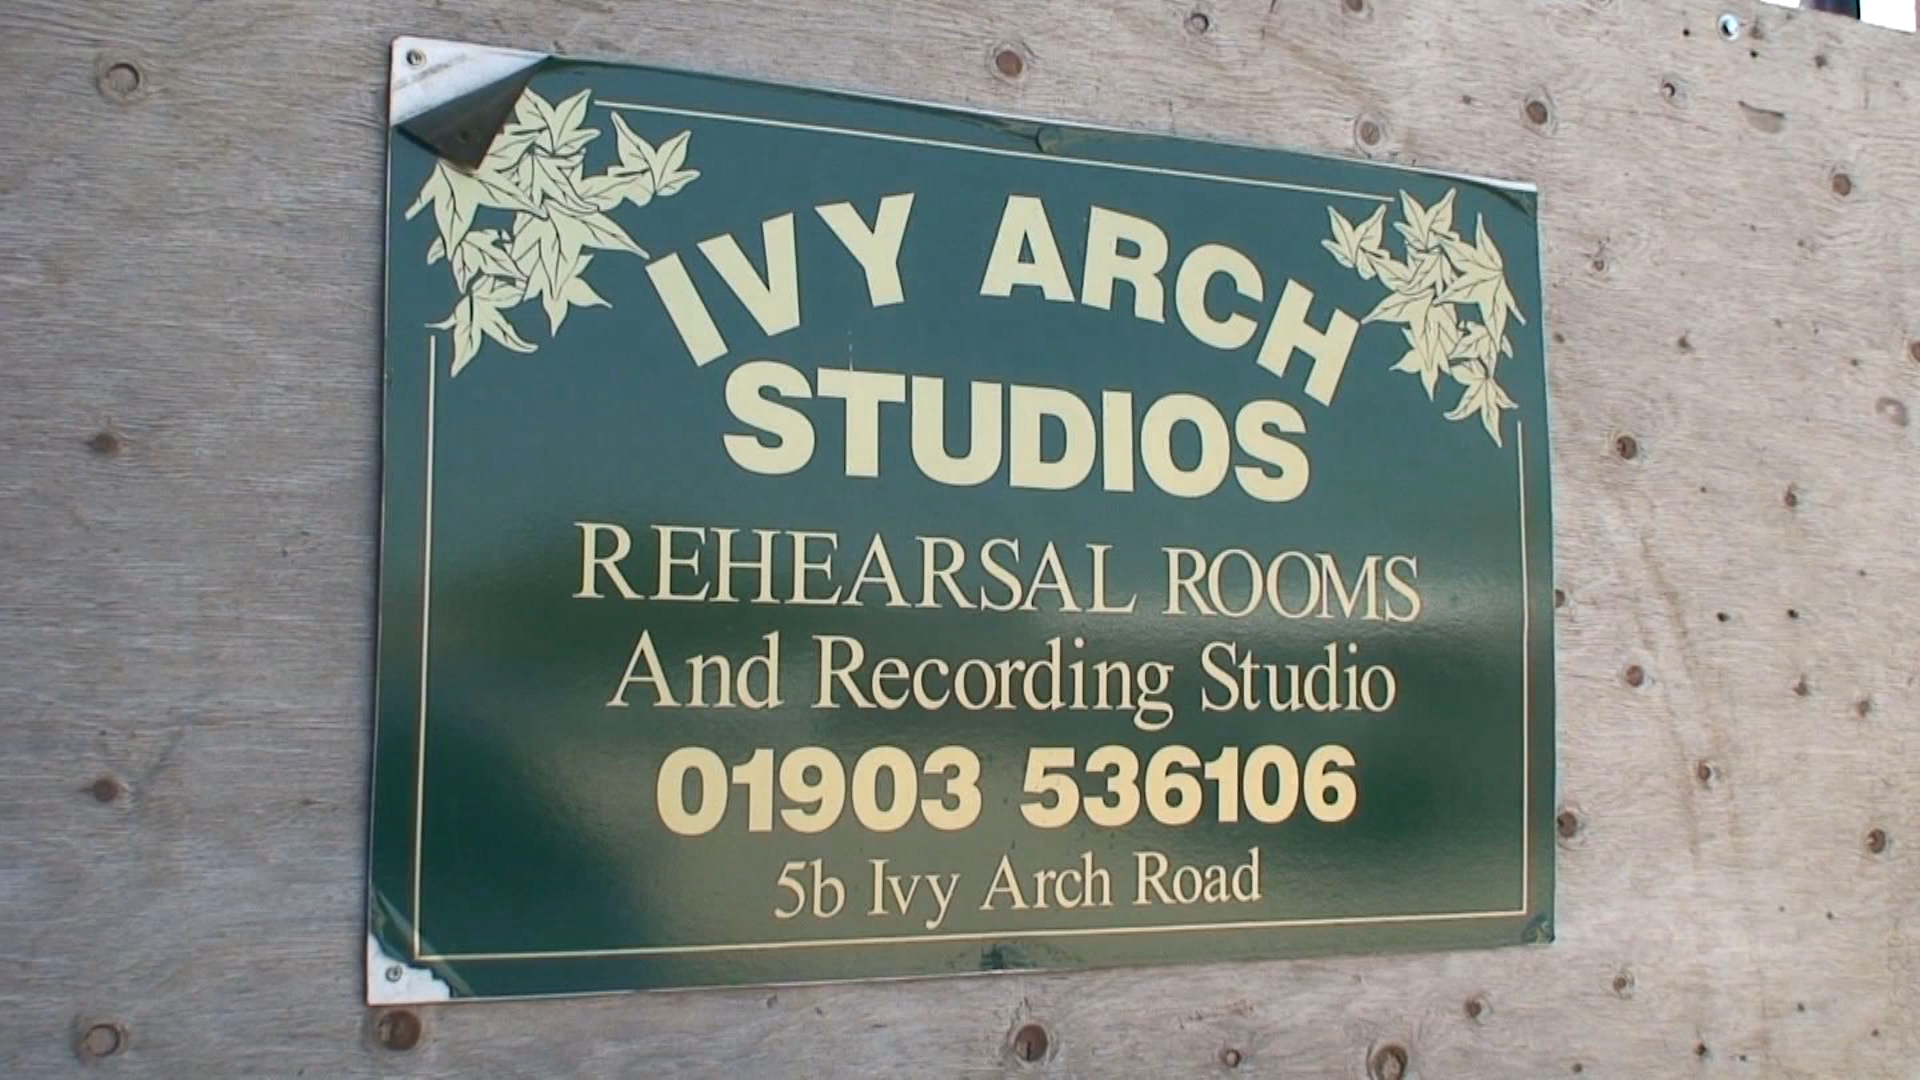 IVY ARCH
STUDIOS
REHEARSAL ROOMS
And Recording Studio
01903 536106
5b Ivy Arch Road